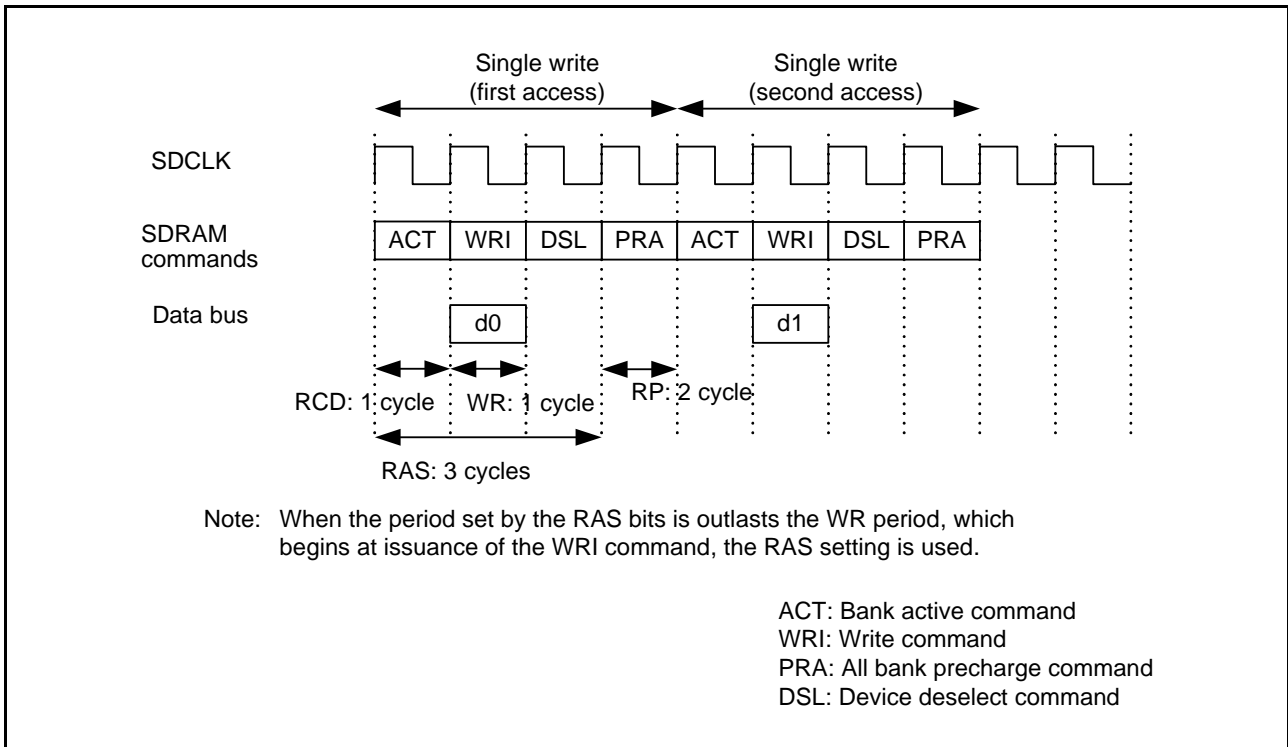 Single write
(first access)
Single write
(second access)
SDCLK
SDRAM
commands
ACT WRI DSL PRA ACT WRI DSL PRA
Data bus
d0
d1
RCD: 1 cycle
WR: 1 cycle
RP: 2 cycle
RAS: 3 cycles
Note: When the period set by the RAS bits is outlasts the WR period, which
begins at issuance of the WRI command, the RAS setting is used.
ACT: Bank active command
WRI: Write command
PRA: All bank precharge command
DSL: Device deselect command